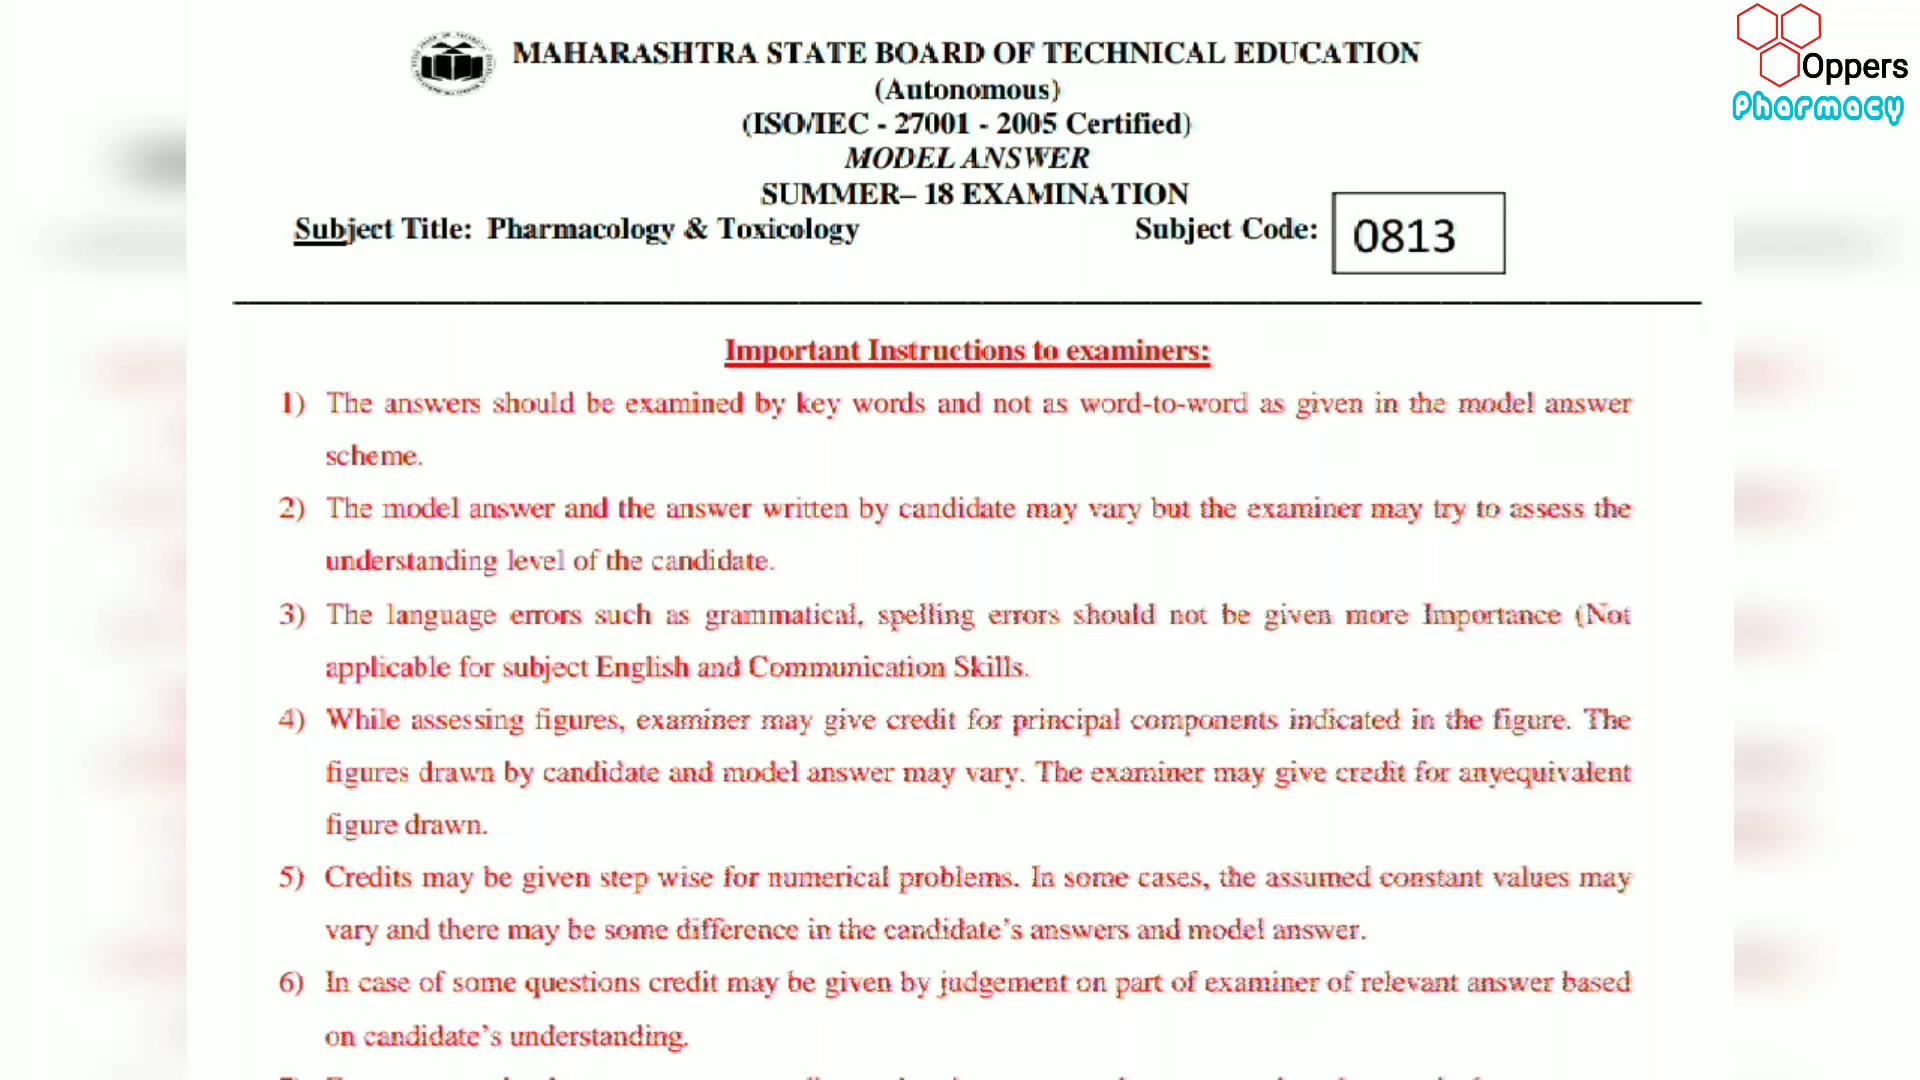 MAHARASHTRA STATE BOARD OF TECHNICAL EDUCATION
(Autonomous)
(ISO/IEC - 27001 - 2005 Certified)
MODEL ANSWER
SUMMER– 18 EXAMINATION
Subject Title: Pharmacology & Toxicology Subject Code: 0813
Oppers
Pharmacy
Important Instructions to examiners:
1) The answers should be examined by key words and not as word-to-word as given in the model answer
scheme.
2) The model answer and the answer written by candidate may vary but the examiner may try to assess the
understanding level of the candidate.
3) The language errors such as grammatical, spelling errors should not be given more Importance (Not
applicable for subject English and Communication Skills.
4) While assessing figures, examiner may give credit for principal components indicated in the figure. The
figures drawn by candidate and model answer may vary. The examiner may give credit for anyequivalent
figure drawn.
5) Credits may be given step wise for numerical problems. In some cases, the assumed constant values may
vary and there may be some difference in the candidate's answers and model answer.
6) In case of some questions credit may be given by judgement on part of examiner of relevant answer based
on candidate's understanding.